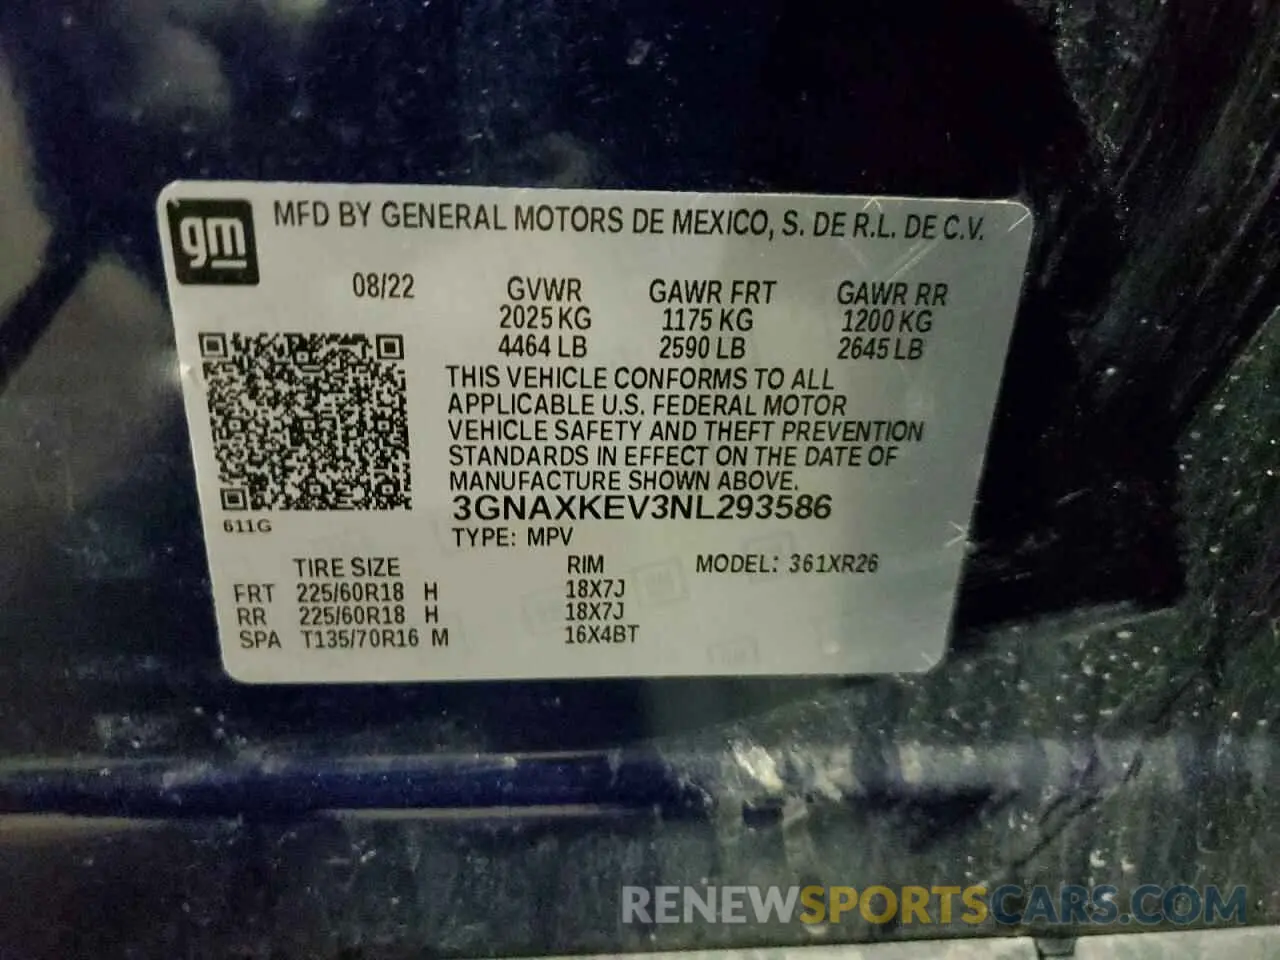 gm
MFD BY GENERAL MOTORS DE MEXICO, S. DE R.L. DE C.V.
08/22 GVWR GAWR FRT GAWR RR
2025 KG 1175 KG 1200 KG
4464 LB 2590 LB 2645 LB
THIS VEHICLE CONFORMS TO ALL
APPLICABLE U.S. FEDERAL MOTOR
VEHICLE SAFETY AND THEFT PREVENTION
STANDARDS IN EFFECT ON THE DATE OF
MANUFACTURE SHOWN ABOVE.
3GNAXKEV3NL293586
611G
TYPE: MPV
TIRE SIZE RIM MODEL: 361XR26
FRT 225/60R18 H 18X7J
RR 225/60R18 H 18X7J
SPA T135/70R16 M 16X4BT
RENEWSPORTSCARS.COM